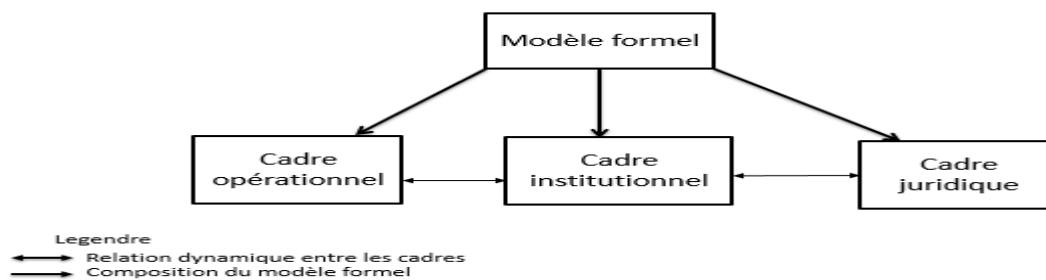 Modèle formel
Cadre
opérationnel
Cadre
institutionnel
Cadre
juridique
Legendre
Relation dynamique entre les cadres
Composition du modèle formel